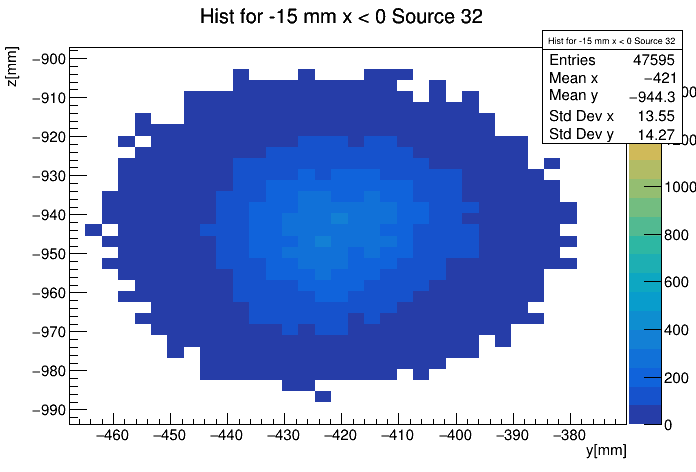 Hist for -15 mm x < 0 Source 32
Hist for -15 mm x < 0 Source 32
Entries 47595
Mean x −421
Mean y −944.3
Std Dev x 13.55
Std Dev y 14.27
z[mm]
−900
−910
−920
−930
−940
−950
−960
−970
−980
−990
1000
800
600
400
200
0
−460 −450 −440 −430 −420 −410 −400 −390 −380
y[mm]